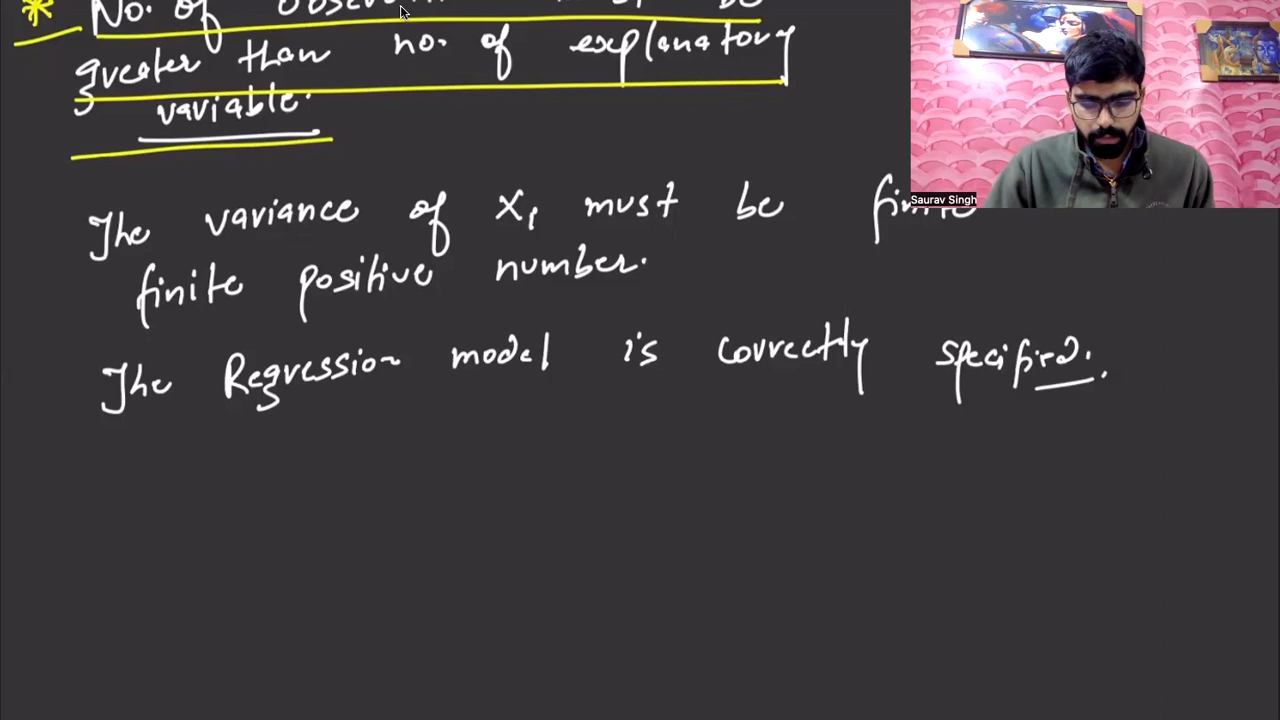 * No. of
greater than no. of explanatory
variable.
Saurav Singh
The variance of X, must be finite
finite positive number.
The Regression model is correctly specified.